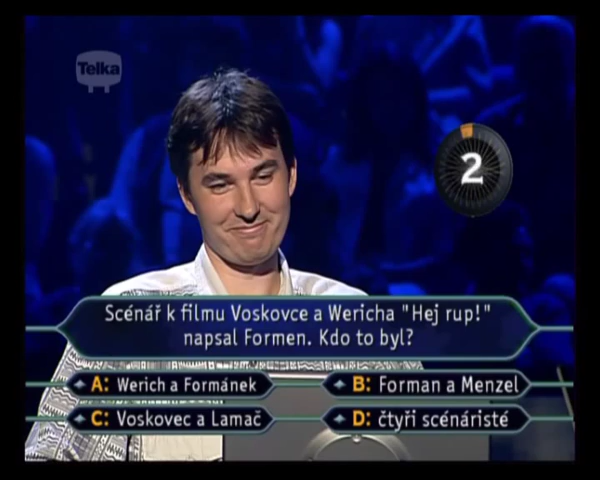 Telka
2
Scénář k filmu Voskovce a Wericha "Hej rup!"
napsal Formen. Kdo to byl?
A: Werich a Formánek
B: Forman a Menzel
C: Voskovec a Lamač
D: čtyři scénáristé